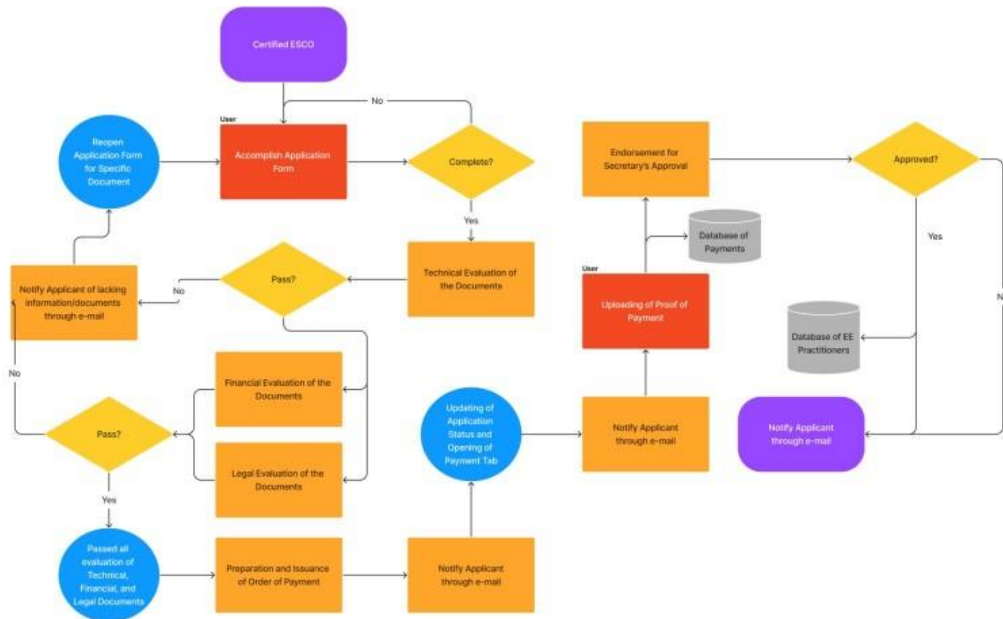 Certified ESCO
No
User
Reopen
Application Form
for Specific
Document
Accomplish Application
Form
Complete?
Endorsement for
Secretary's Approval
Approved?
Yes
Database of
Payments
Yes
Notify Applicant of lacking
information/documents
through e-mail
No
Pass?
Technical Evaluation of
the Documents
User
Uploading of Proof of
Payment
N
Database of EE
Practitioners
No
Financial Evaluation of the
Documents
Pass?
Legal Evaluation of the
Documents
Updating of
Application
Status and
Opening of
Payment Tab
Notify Applicant
through e-mail
Notify Applicant
through e-mail
Yes
Passed all
evaluation of
Technical,
Financial, and
Legal Documents
Preparation and Issuance
of Order of Payment
Notify Applicant
through e-mail